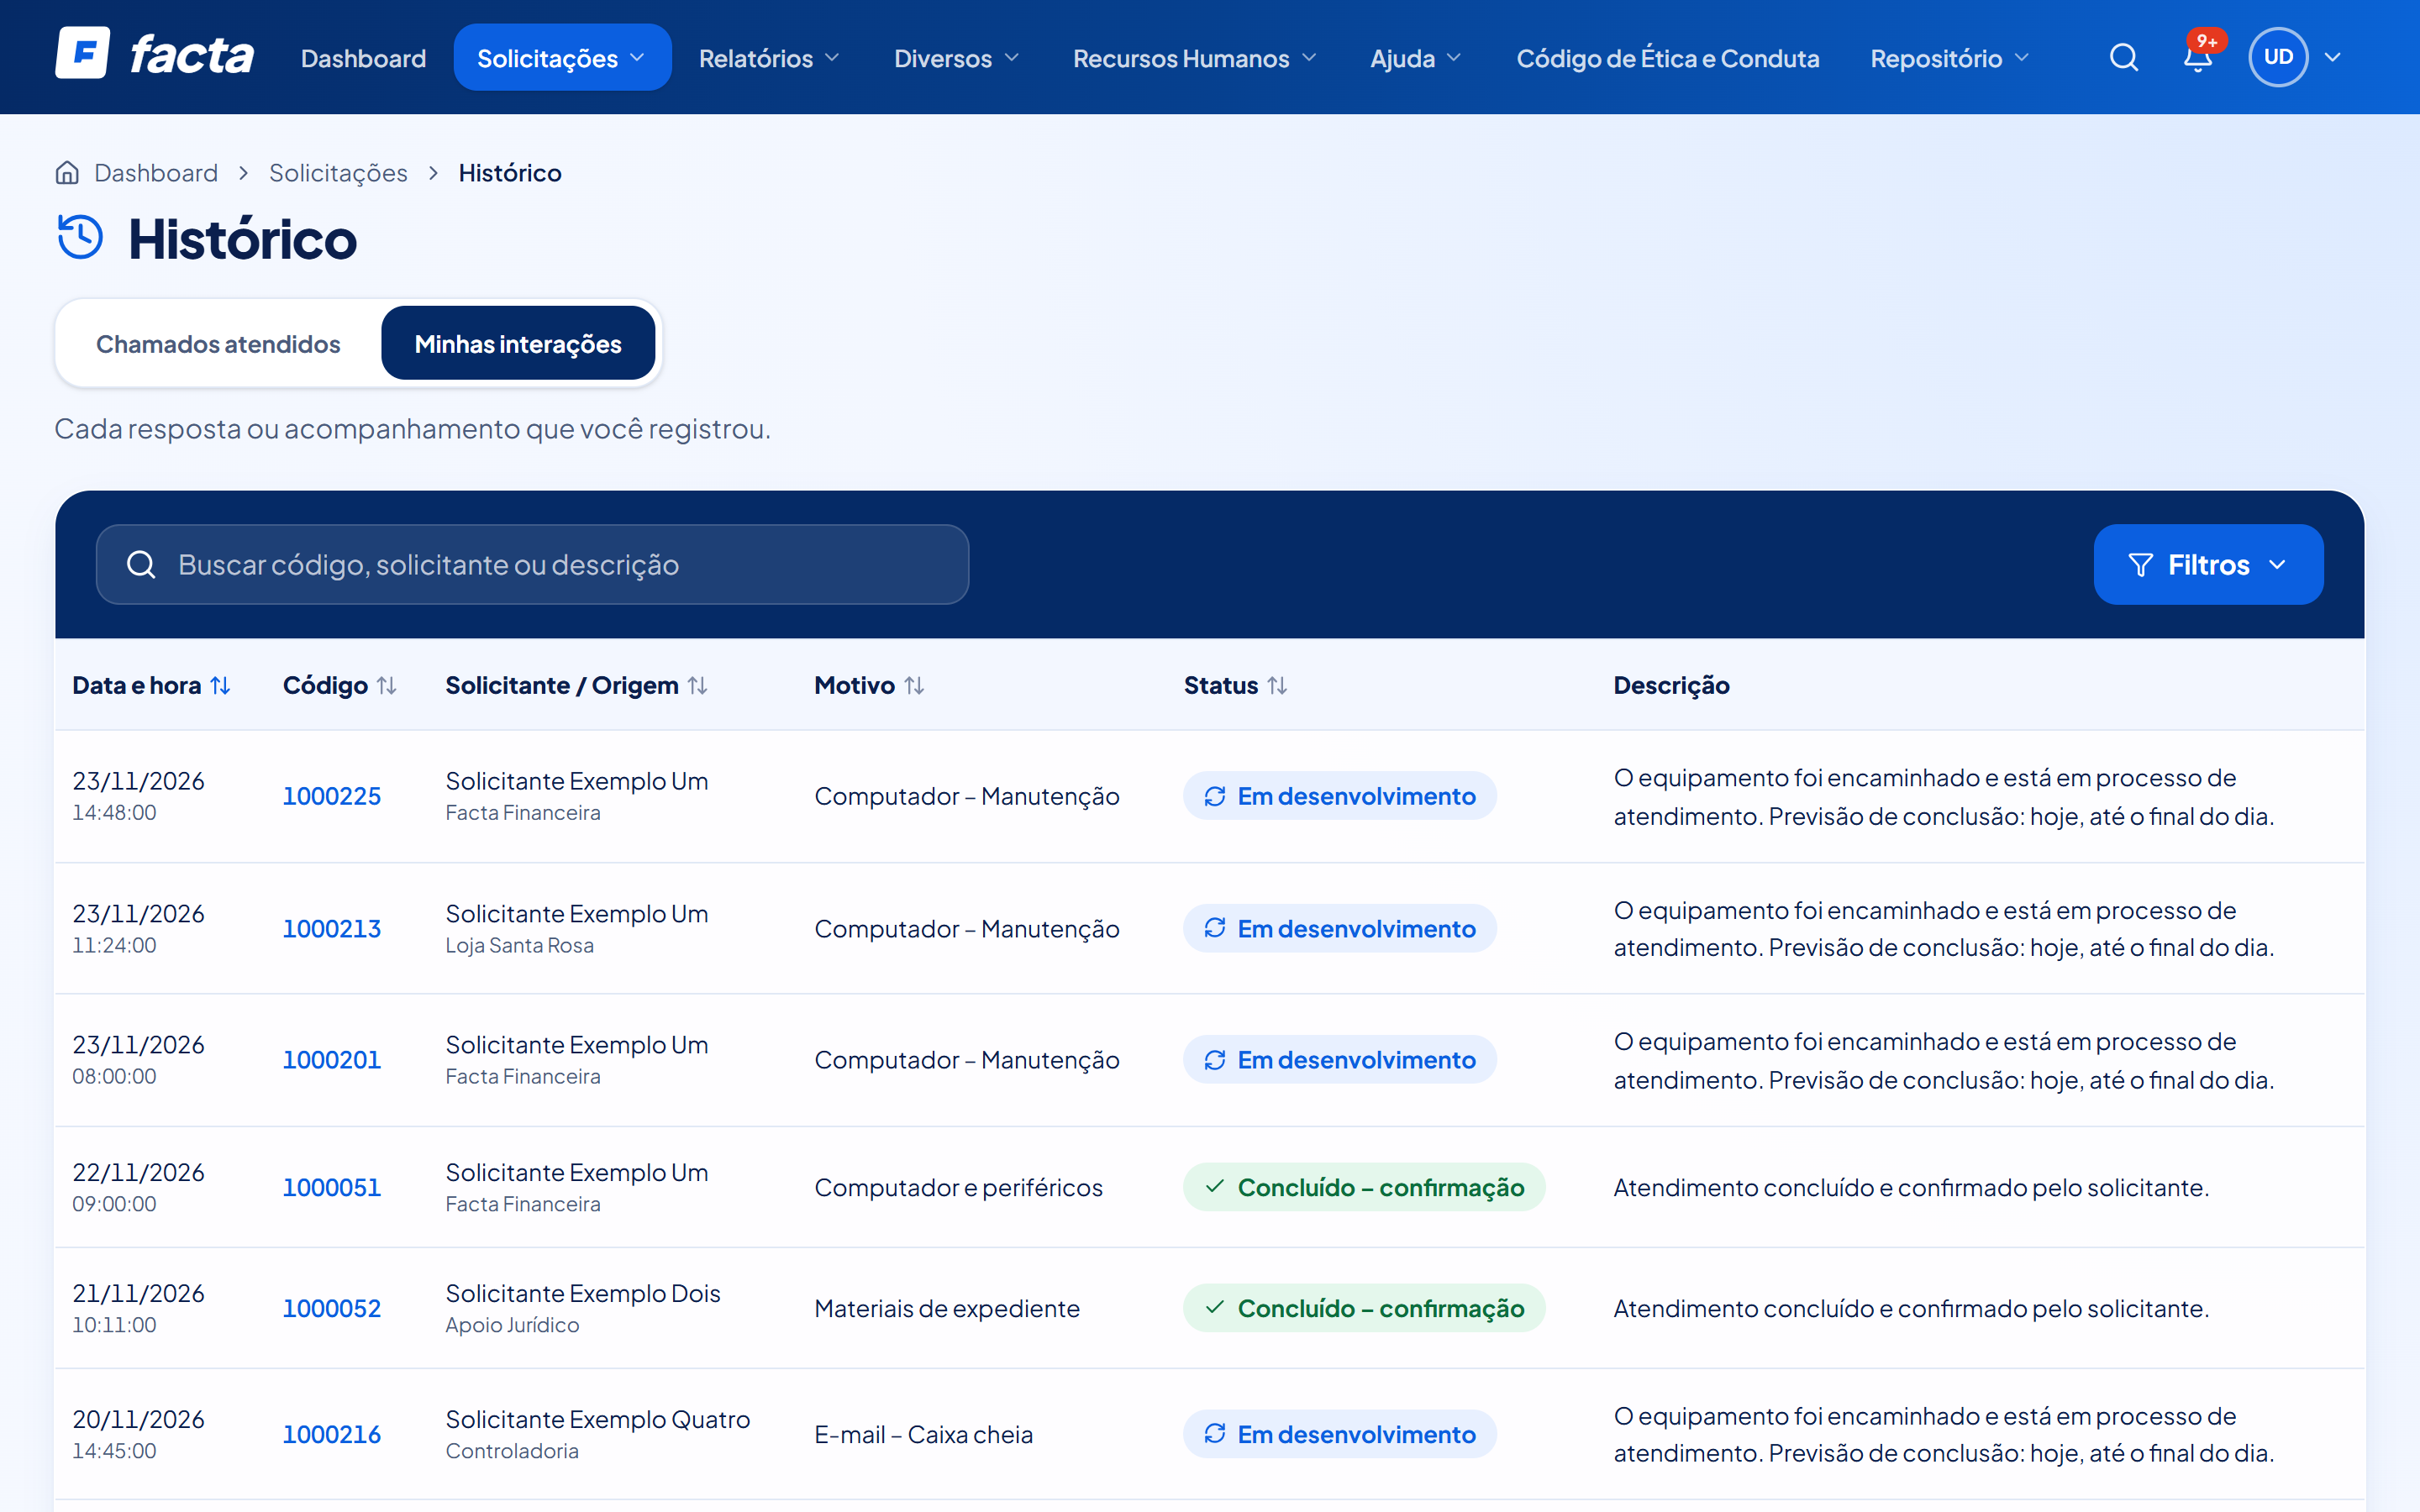 F facta Dashboard Solicitações Relatórios Diversos Recursos Humanos Ajuda Código de Ética e Conduta Repositório 9+ UD
Dashboard > Solicitações > Histórico
Histórico
Chamados atendidos Minhas interações
Cada resposta ou acompanhamento que você registrou.
Buscar código, solicitante ou descrição Filtros
Data e hora Código Solicitante / Origem Motivo Status Descrição
23/11/2026 14:48:00 1000225 Solicitante Exemplo Um Facta Financeira Computador – Manutenção Em desenvolvimento O equipamento foi encaminhado e está em processo de
atendimento. Previsão de conclusão: hoje, até o final do dia.
23/11/2026 11:24:00 1000213 Solicitante Exemplo Um Loja Santa Rosa Computador – Manutenção Em desenvolvimento O equipamento foi encaminhado e está em processo de
atendimento. Previsão de conclusão: hoje, até o final do dia.
23/11/2026 08:00:00 1000201 Solicitante Exemplo Um Facta Financeira Computador – Manutenção Em desenvolvimento O equipamento foi encaminhado e está em processo de
atendimento. Previsão de conclusão: hoje, até o final do dia.
22/11/2026 09:00:00 1000051 Solicitante Exemplo Um Facta Financeira Computador e periféricos Concluído – confirmação Atendimento concluído e confirmado pelo solicitante.
21/11/2026 10:11:00 1000052 Solicitante Exemplo Dois Apoio Jurídico Materiais de expediente Concluído – confirmação Atendimento concluído e confirmado pelo solicitante.
20/11/2026 14:45:00 1000216 Solicitante Exemplo Quatro Controladoria E-mail – Caixa cheia Em desenvolvimento O equipamento foi encaminhado e está em processo de
atendimento. Previsão de conclusão: hoje, até o final do dia.